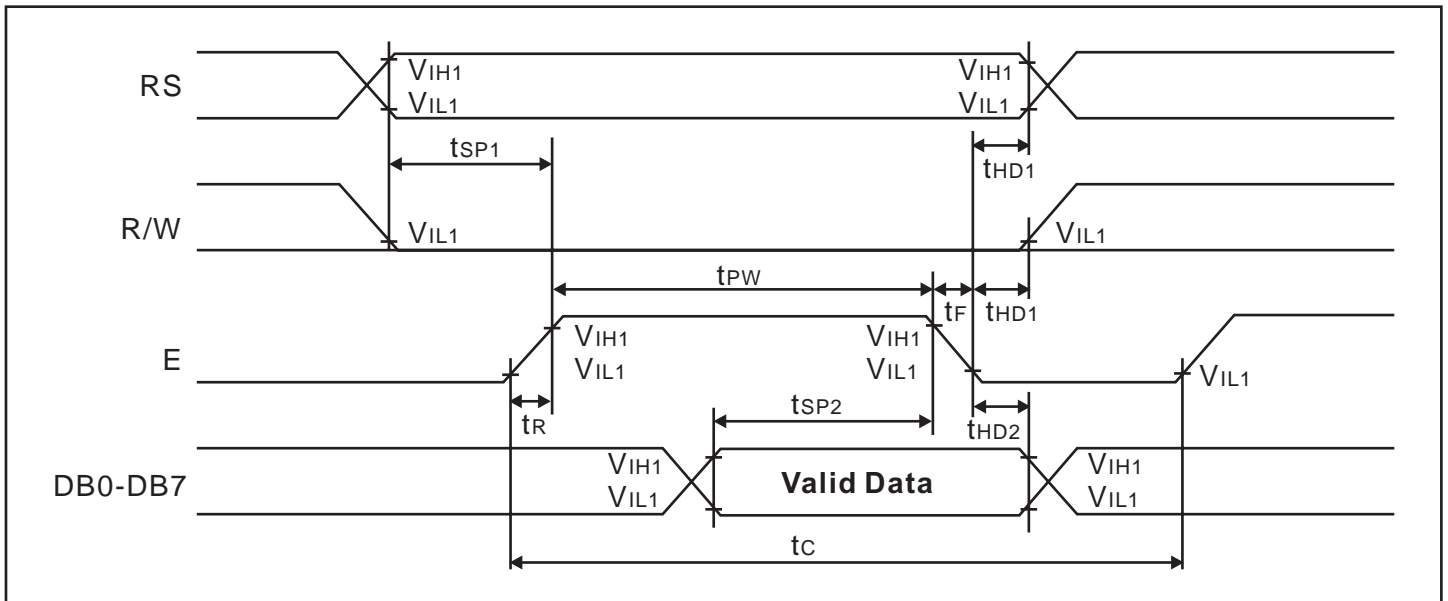 RS
VIH1
VIL1
VIH1
VIL1
tSP1
tHD1
R/W
VIL1
VIL1
tPW
tF
tHD1
E
VIH1
VIL1
VIH1
VIL1
VIL1
tR
tSP2
tHD2
DB0-DB7
VIH1
VIL1
Valid Data
VIH1
VIL1
tC